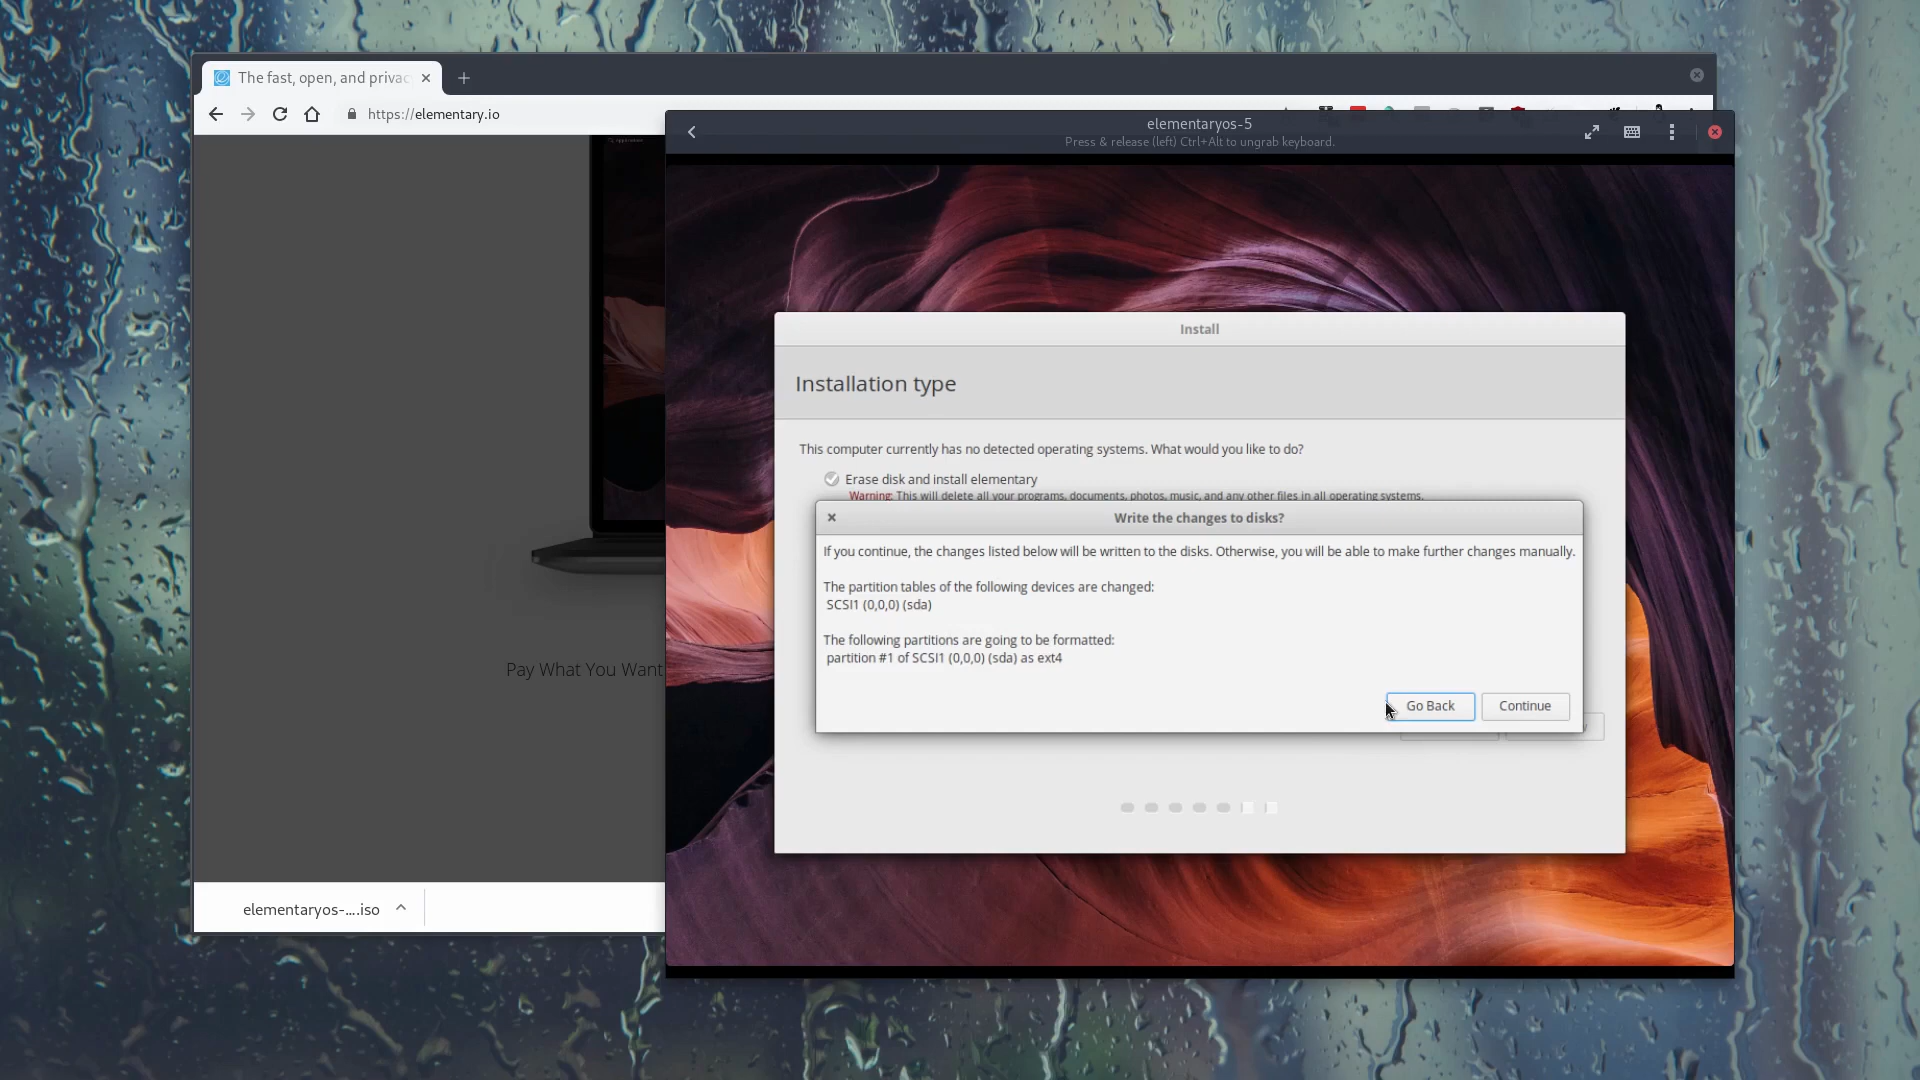 The fast, open, and privac
https://elementary.io
elementaryos-5
Press & release (left) Ctrl+Alt to ungrab keyboard.
Install
Installation type
This computer currently has no detected operating systems. What would you like to do?
Erase disk and install elementary
Warning: This will delete all your programs, documents, photos, music, and any other files in all operating systems.
Write the changes to disks?
If you continue, the changes listed below will be written to the disks. Otherwise, you will be able to make further changes manually.
The partition tables of the following devices are changed:
SCSI1 (0,0,0) (sda)
The following partitions are going to be formatted:
partition #1 of SCSI1 (0,0,0) (sda) as ext4
Go Back
Continue
Pay What You Want
elementaryos-....iso